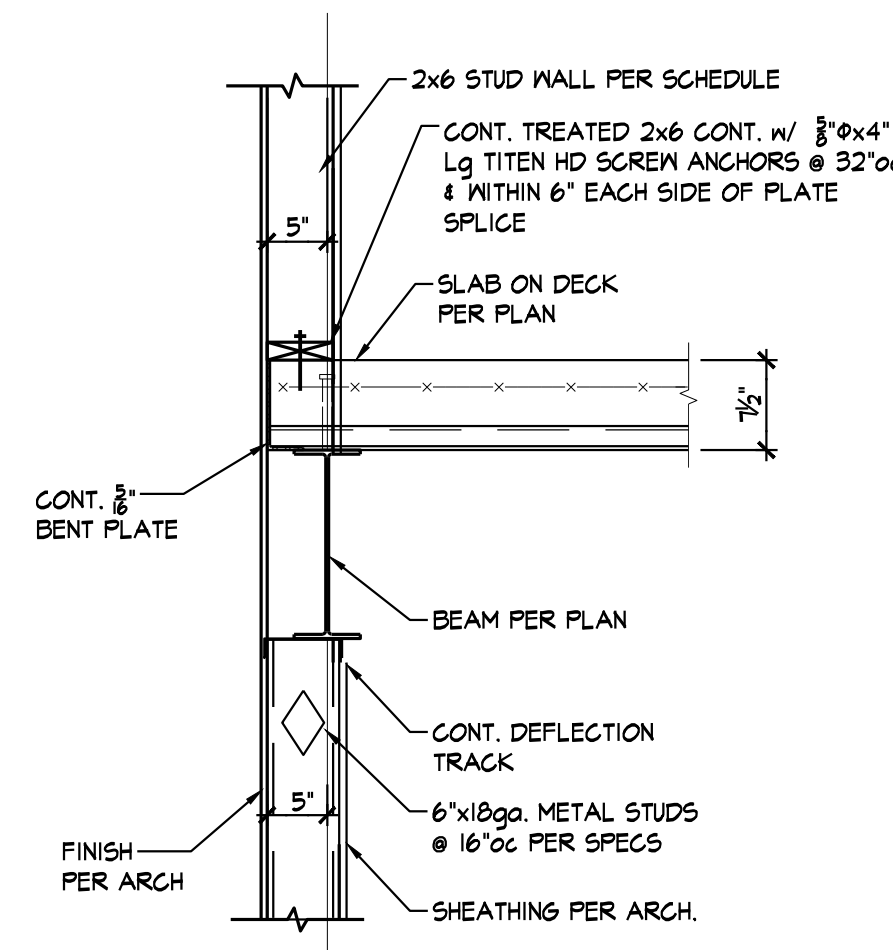 2x6 STUD WALL PER SCHEDULE
CONT. TREATED 2x6 CONT. w/ 5/8"Φx4"
Lg TITEN HD SCREW ANCHORS @ 32"oc
& WITHIN 6" EACH SIDE OF PLATE
SPLICE
5"
SLAB ON DECK
PER PLAN
7½"
CONT. 5/16"
BENT PLATE
BEAM PER PLAN
CONT. DEFLECTION
TRACK
6"x18ga. METAL STUDS
@ 16"oc PER SPECS
5"
FINISH
PER ARCH
SHEATHING PER ARCH.